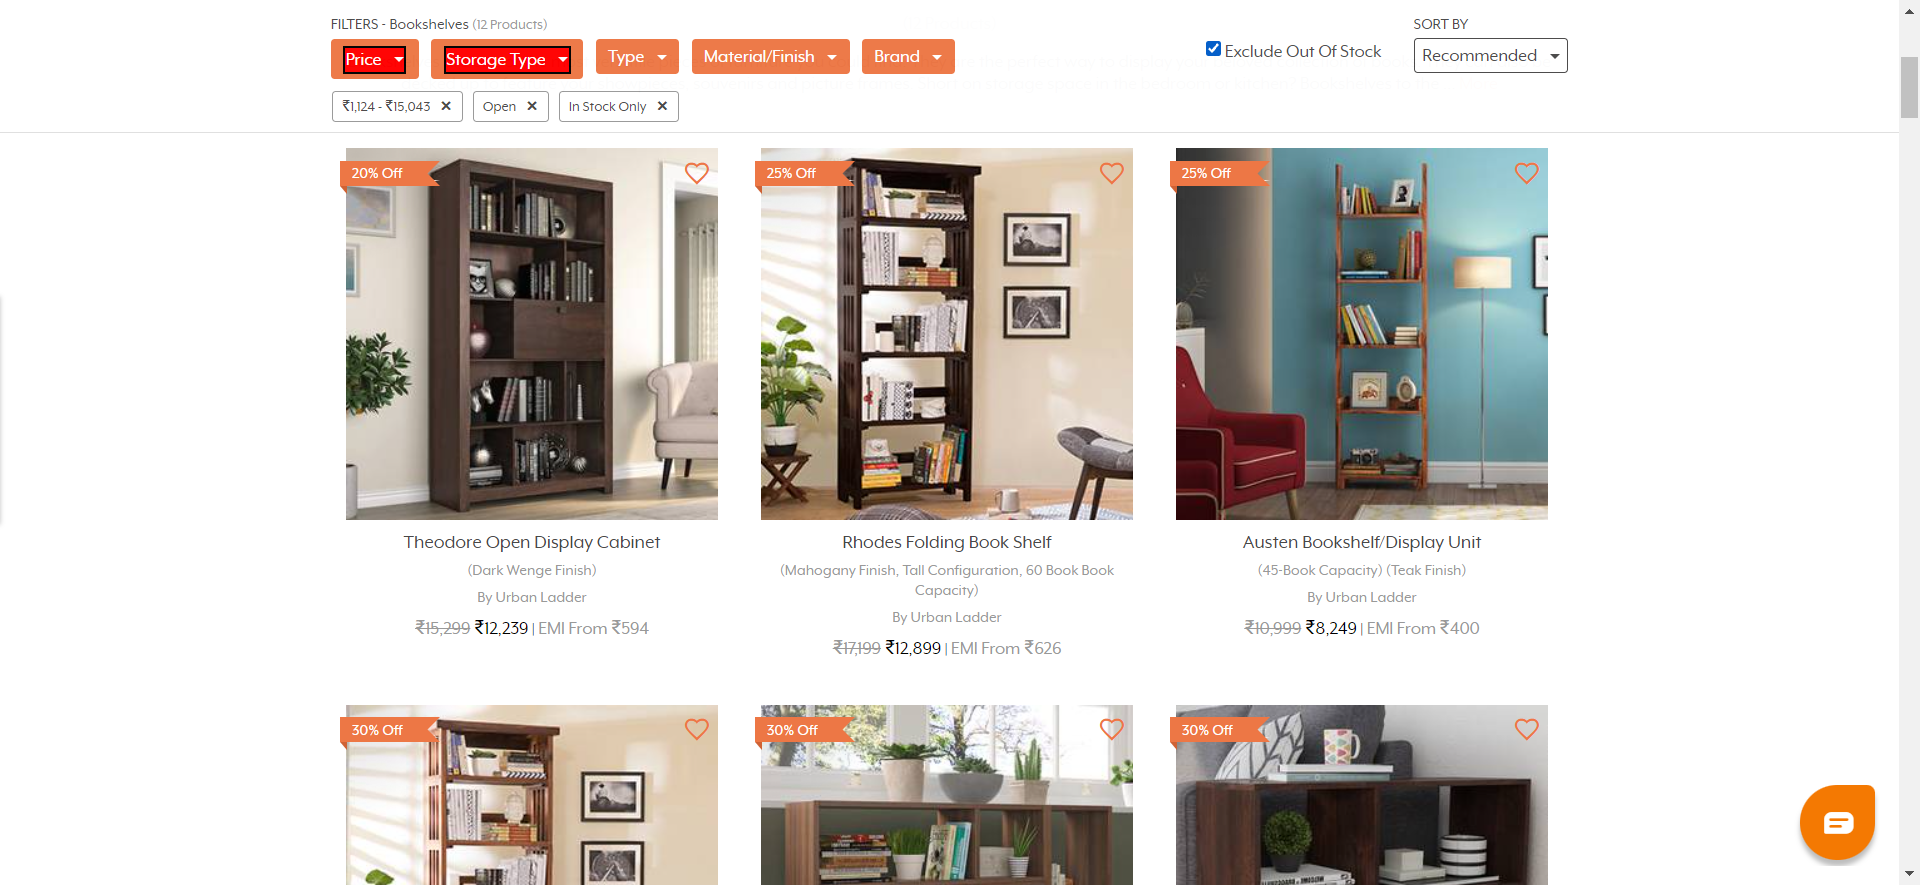 FILTERS - Bookshelves (12 Products)
SORT BY
Price
Storage Type
Type
Material/Finish
Brand
Exclude Out Of Stock
Recommended
₹1,124 - ₹15,043 ✕
Open ✕
In Stock Only ✕
20% Off
25% Off
25% Off
Theodore Open Display Cabinet
(Dark Wenge Finish)
By Urban Ladder
₹15,299 ₹12,239 | EMI From ₹594
Rhodes Folding Book Shelf
(Mahogany Finish, Tall Configuration, 60 Book Book
Capacity)
By Urban Ladder
₹17,199 ₹12,899 | EMI From ₹626
Austen Bookshelf/Display Unit
(45-Book Capacity) (Teak Finish)
By Urban Ladder
₹10,999 ₹8,249 | EMI From ₹400
30% Off
30% Off
30% Off